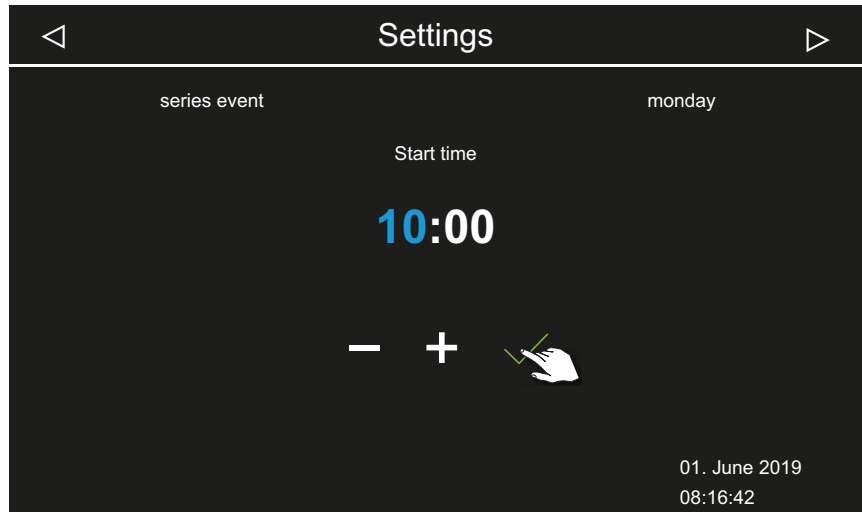 Settings
series event monday
Start time
10:00
01. June 2019
08:16:42